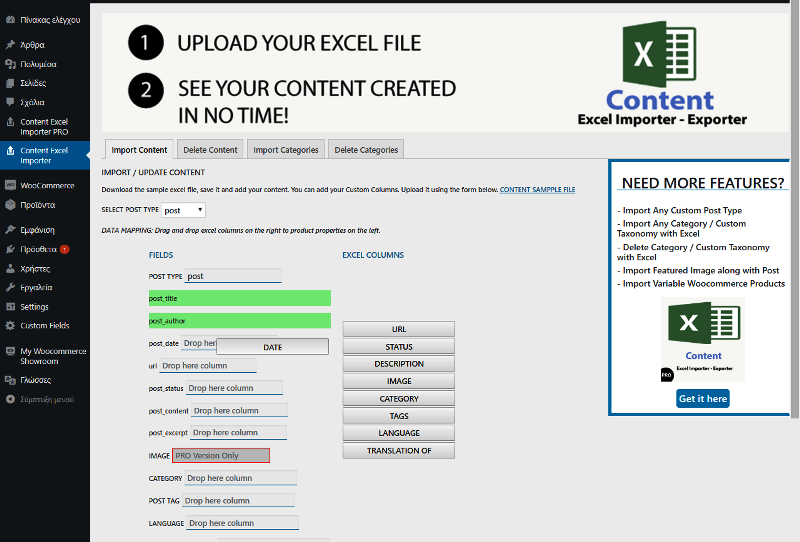 Πίνακας ελέγχου
Άρθρα
Πολυμέσα
Σελίδες
Σχόλια
Content Excel
Importer PRO
Content Excel
Importer
WooCommerce
Προϊόντα
Εμφάνιση
Πρόσθετα 1
Χρήστες
Εργαλεία
Settings
Custom Fields
My Woocommerce
Showroom
Γλώσσες
Σύμπτυξη μενού
1 UPLOAD YOUR EXCEL FILE
2 SEE YOUR CONTENT CREATED
IN NO TIME!
X
Content
Excel Importer - Exporter
Import Content
Delete Content
Import Categories
Delete Categories
IMPORT / UPDATE CONTENT
Download the sample excel file, save it and add your content. You can add your Custom Columns. Upload it using the form below. CONTENT SAMPPLE FILE
SELECT POST TYPE post
DATA MAPPING: Drag and drop excel columns on the right to product properties on the left.
FIELDS
EXCEL COLUMNS
POST TYPE post
post_title
post_author
post_date Drop her
DATE
url Drop here column
post_status Drop here column
post_content Drop here column
post_excerpt Drop here column
IMAGE PRO Version Only
CATEGORY Drop here column
POST TAG Drop here column
LANGUAGE Drop here column
URL
STATUS
DESCRIPTION
IMAGE
CATEGORY
TAGS
LANGUAGE
TRANSLATION OF
NEED MORE FEATURES?
- Import Any Custom Post Type
- Import Any Category / Custom
Taxonomy with Excel
- Delete Category / Custom Taxonomy
with Excel
- Import Featured Image along with Post
- Import Variable Woocommerce Products
X
Content
PRO
Excel Importer - Exporter
Get it here